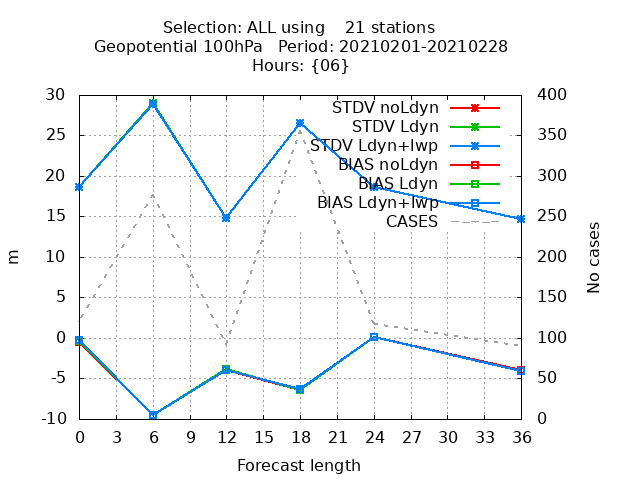 Selection: ALL using    21 stations
Geopotential 100hPa   Period: 20210201-20210228
Hours: {06}
30
25
20
15
10
5
0
-5
-10
400
350
300
250
200
150
100
50
0
STDV noLdyn
STDV Ldyn
STDV Ldyn+lwp
BIAS noLdyn
BIAS Ldyn
BIAS Ldyn+lwp
CASES
m
No cases
0 3 6 9 12 15 18 21 24 27 30 33 36
Forecast length